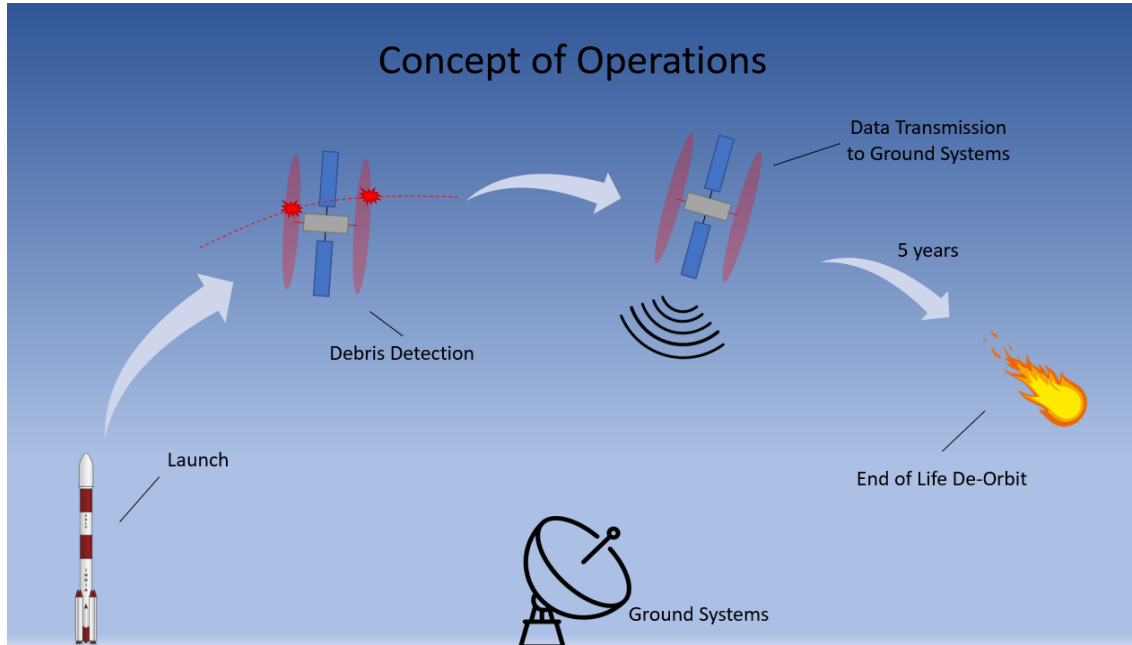 Concept of Operations
Data Transmission
to Ground Systems
5 years
Debris Detection
Launch
End of Life De-Orbit
INDIA
Ground Systems